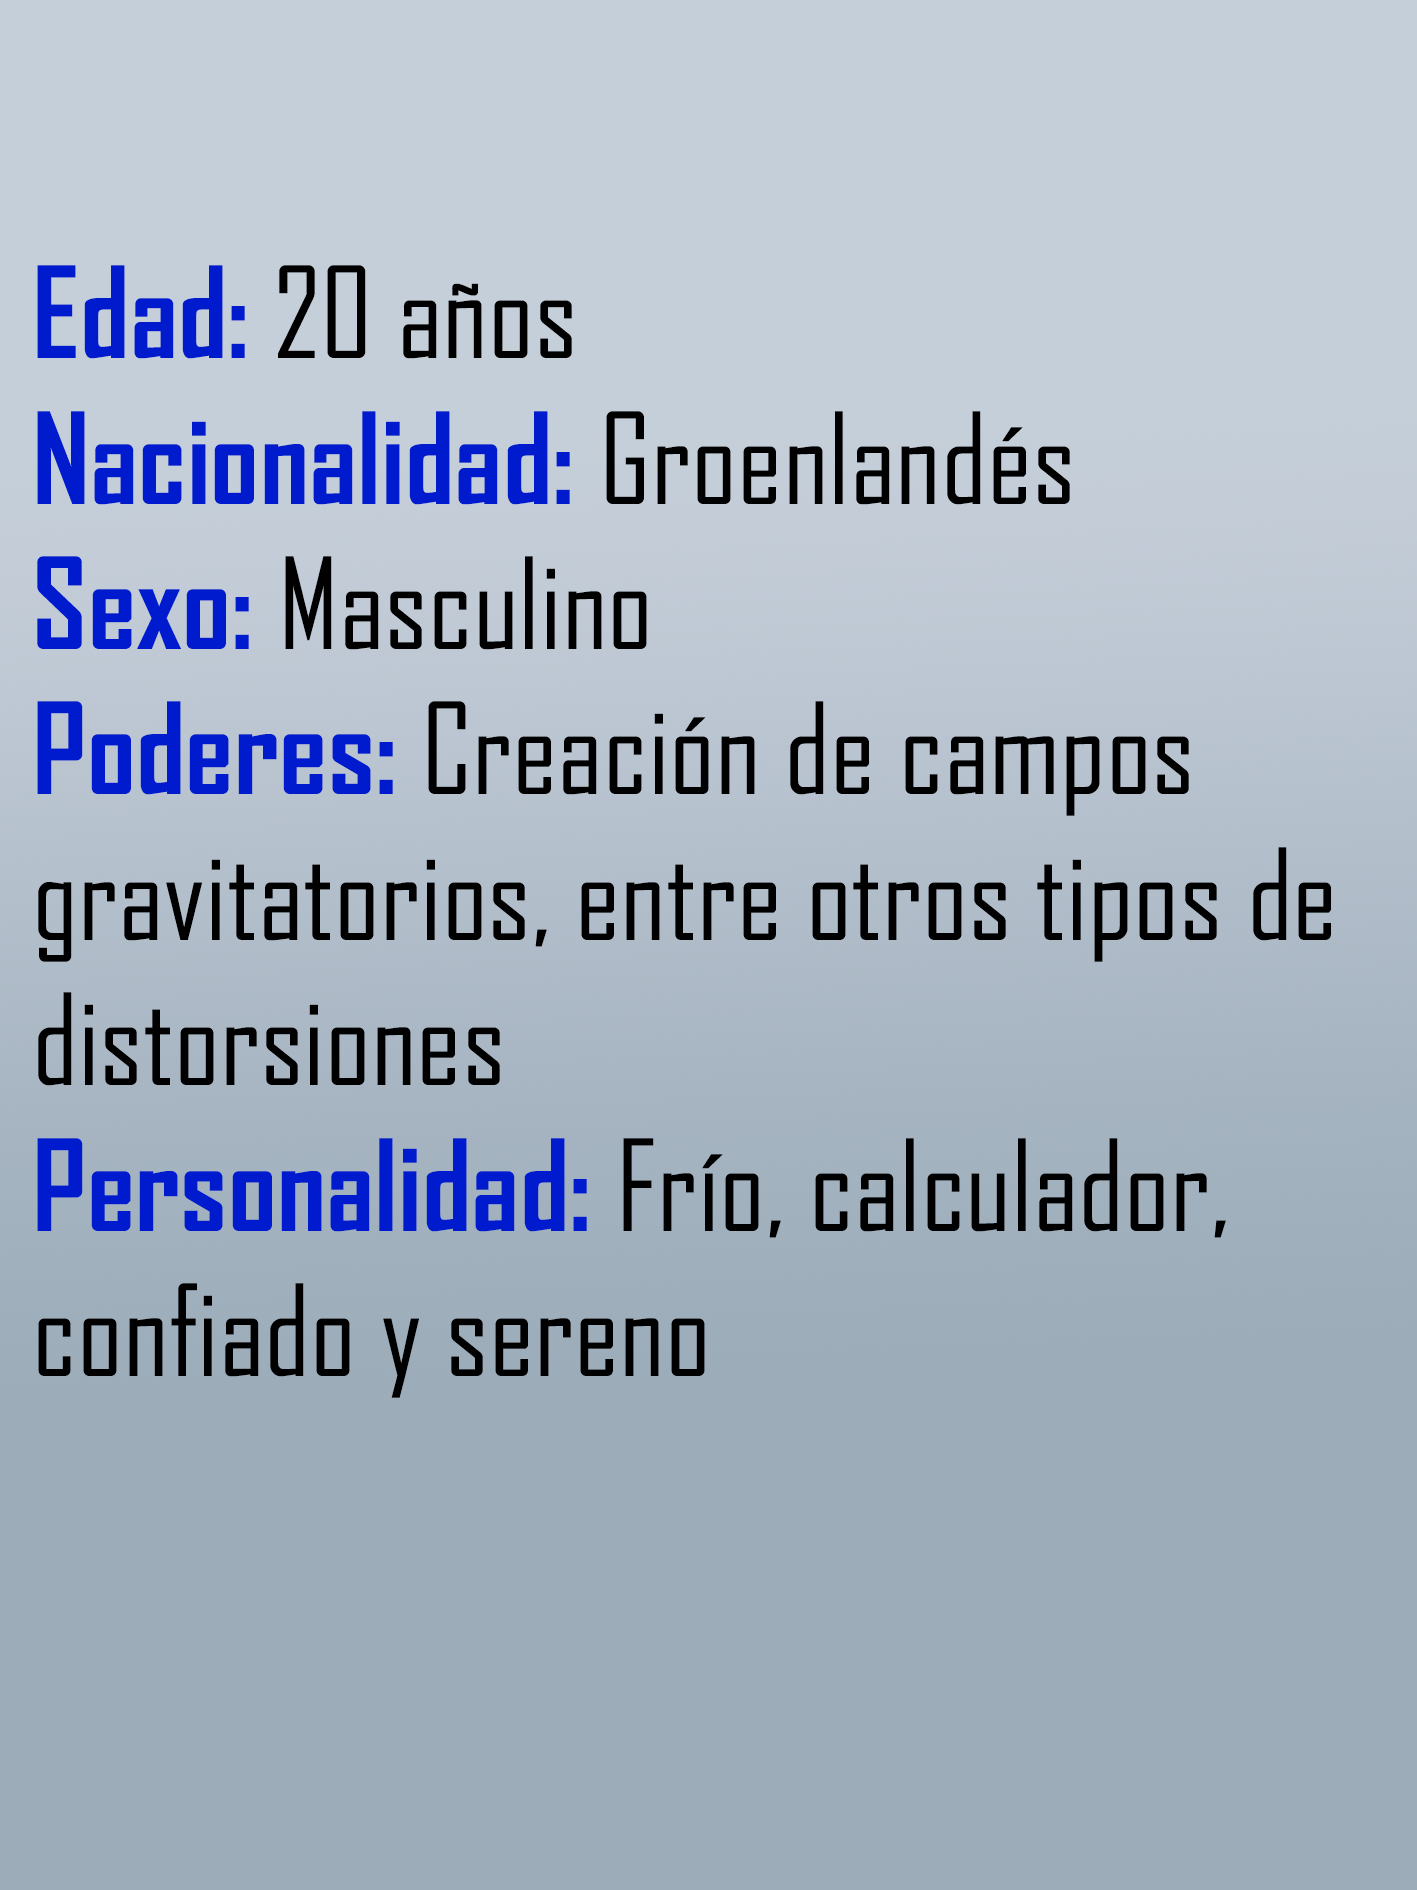 Edad: 20 años
Nacionalidad: Groenlandés
Sexo: Masculino
Poderes: Creación de campos
gravitatorios, entre otros tipos de
distorsiones
Personalidad: Frío, calculador,
confiado y sereno